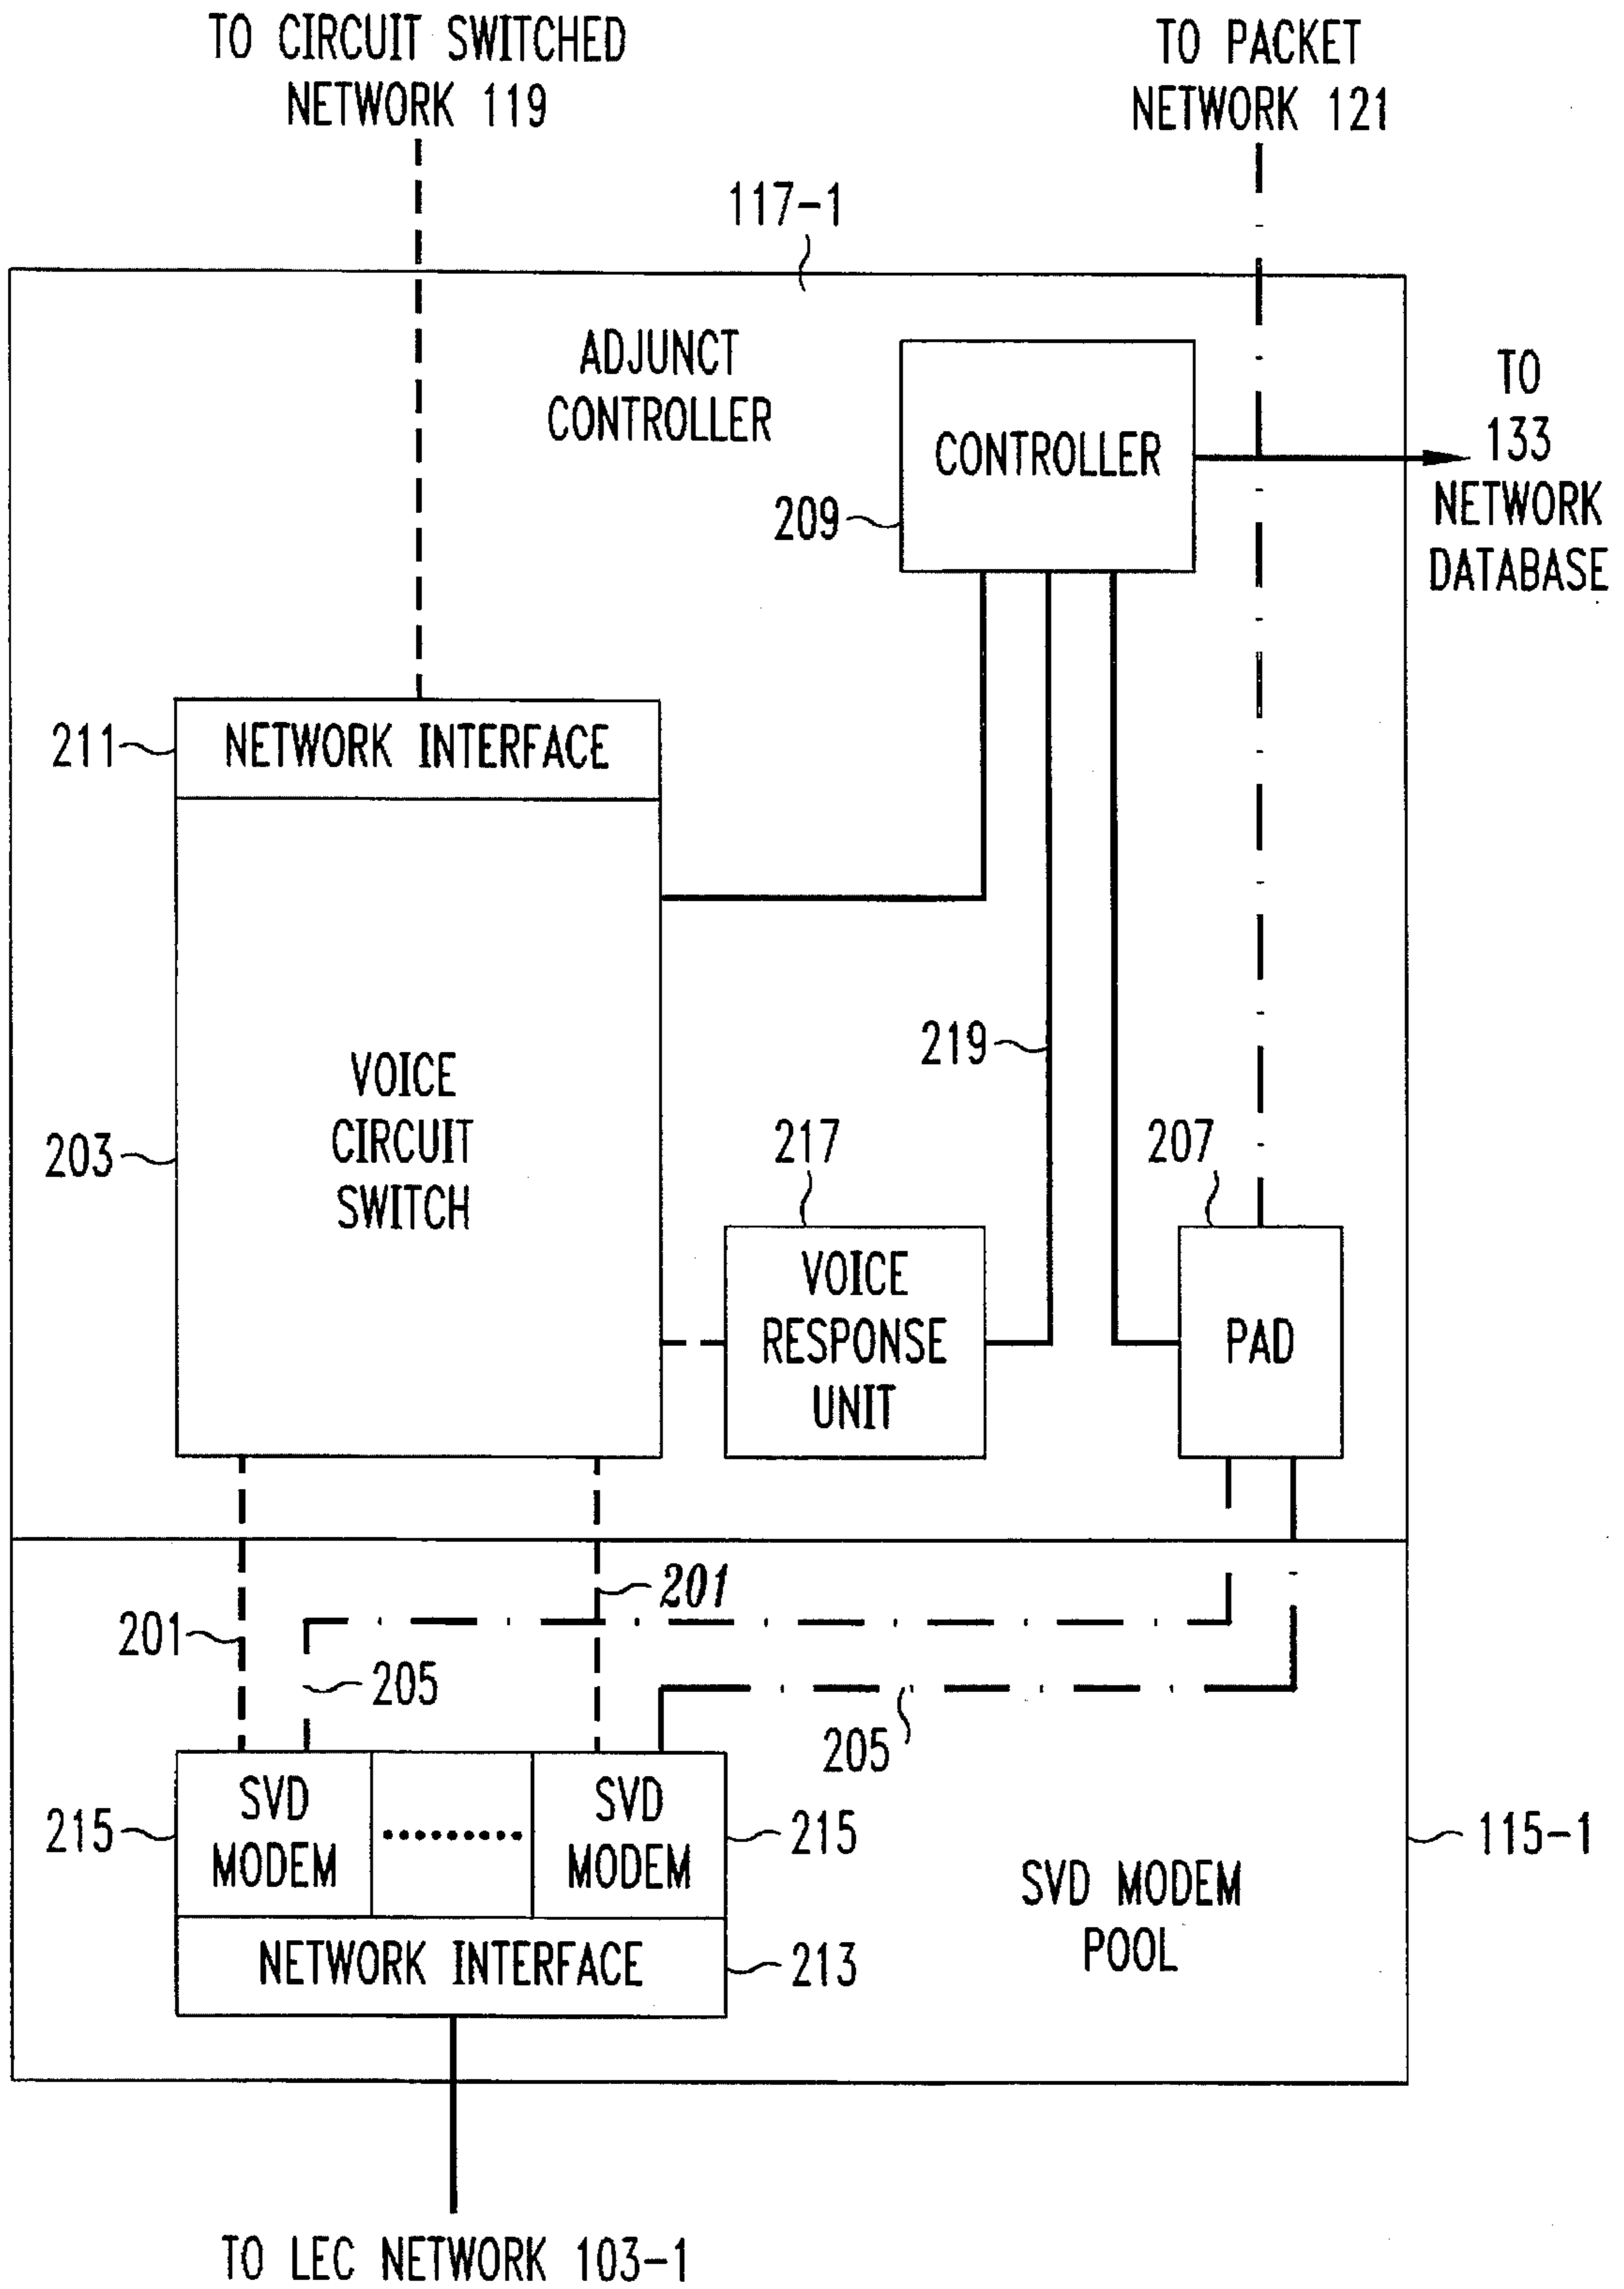 TO CIRCUIT SWITCHED
NETWORK 119
TO PACKET
NETWORK 121
117-1
ADJUNCT
CONTROLLER
CONTROLLER
209
TO
133
NETWORK
DATABASE
211
NETWORK INTERFACE
219
VOICE
CIRCUIT
SWITCH
203
217
207
VOICE
RESPONSE
UNIT
PAD
201
201
205
205
215
SVD
MODEM
.........
SVD
MODEM
215
115-1
SVD MODEM
POOL
NETWORK INTERFACE
213
TO LEC NETWORK 103-1